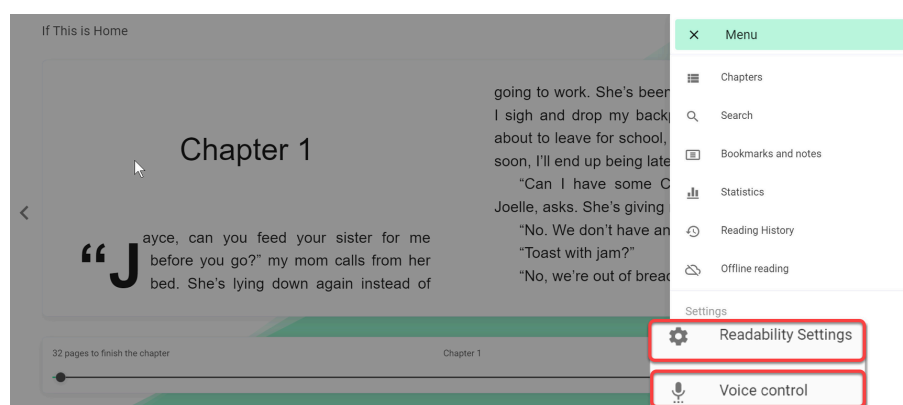 If This is Home
Chapter 1
“Jayce, can you feed your sister for me
before you go?” my mom calls from her
bed. She’s lying down again instead of
going to work. She’s been
I sigh and drop my back
about to leave for school,
soon, I’ll end up being late
“Can I have some C
Joelle, asks. She’s giving
“No. We don’t have an
“Toast with jam?”
“No, we’re out of bread
32 pages to finish the chapter
Chapter 1
Menu
Chapters
Search
Bookmarks and notes
Statistics
Reading History
Offline reading
Settings
Readability Settings
Voice control